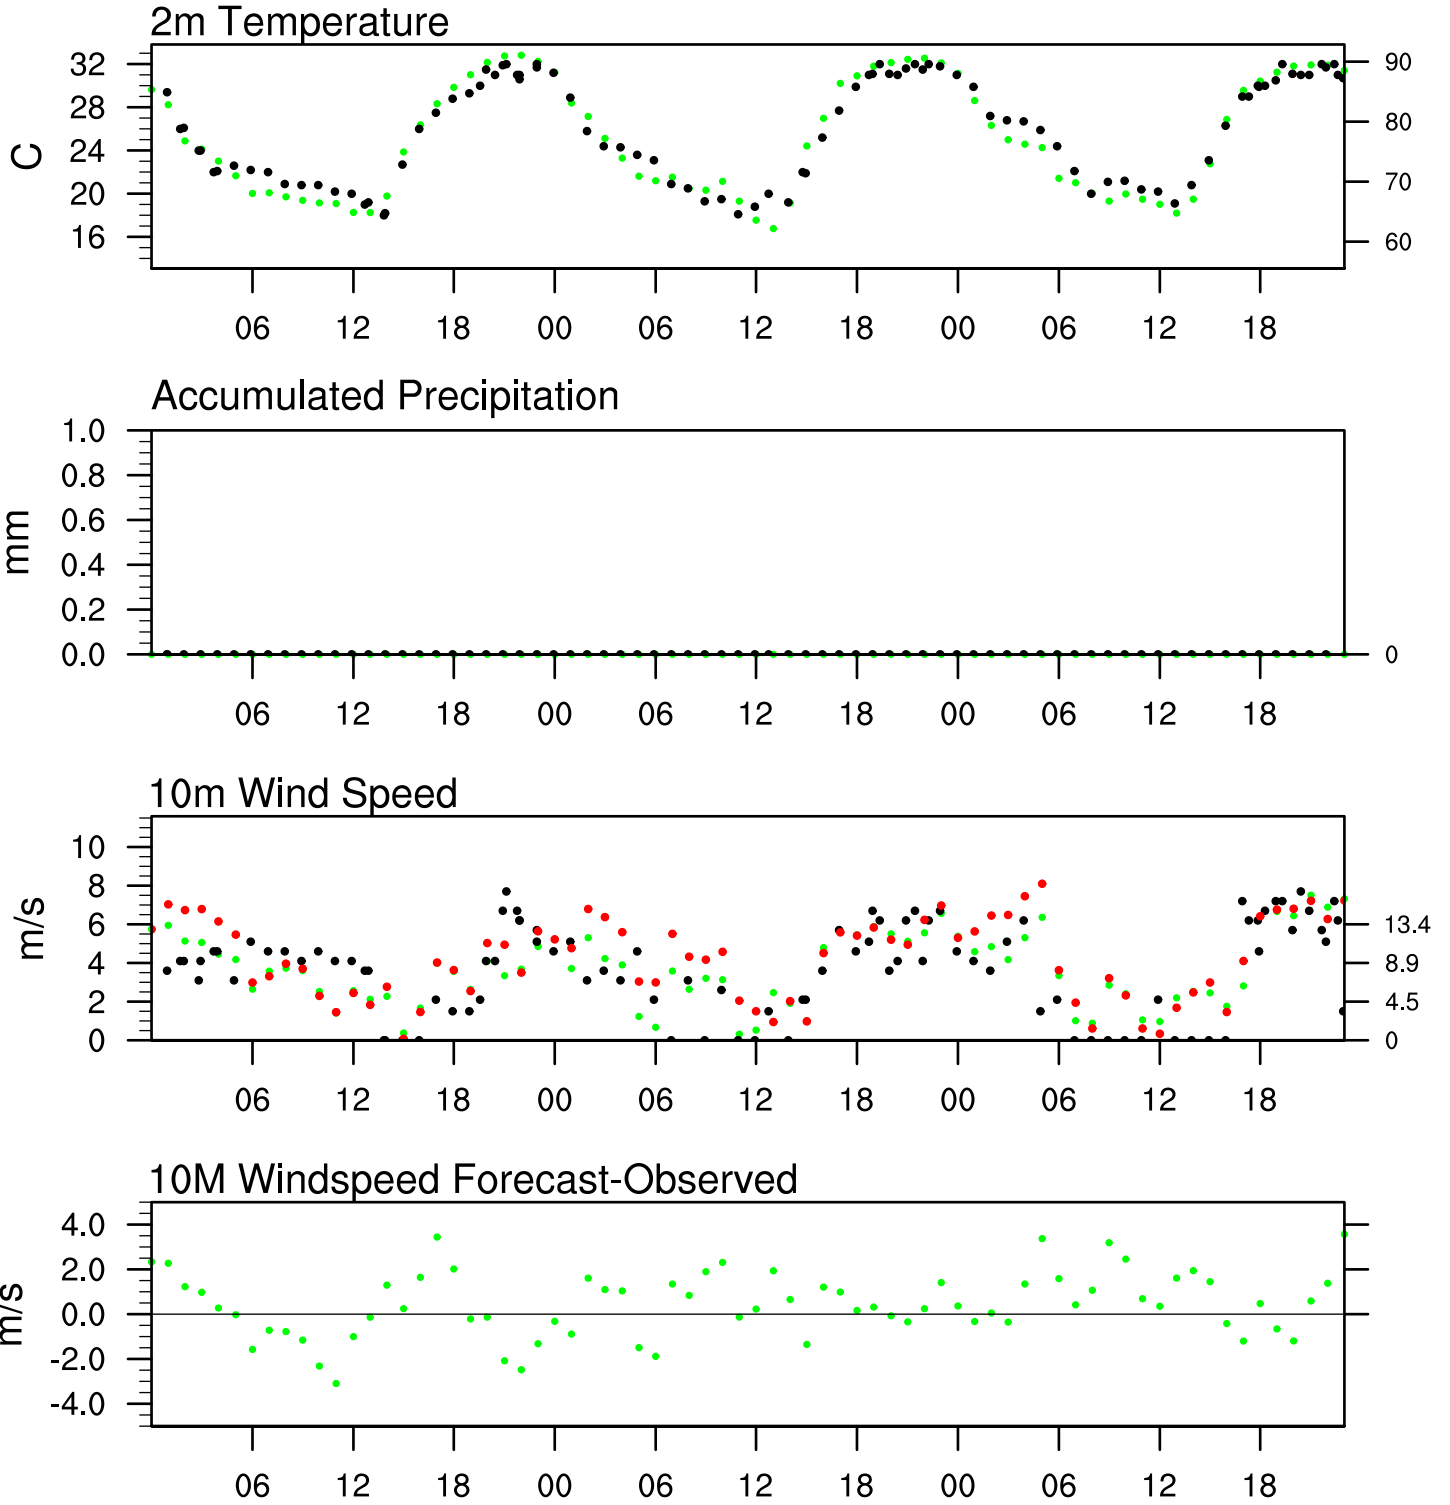 2m Temperature
32
28
24
20
16
C
90
80
70
60
06 12 18 00 06 12 18 00 06 12 18
Accumulated Precipitation
1.0
0.8
0.6
0.4
0.2
0.0
mm
0
06 12 18 00 06 12 18 00 06 12 18
10m Wind Speed
10
8
6
4
2
0
m/s
13.4
8.9
4.5
0
06 12 18 00 06 12 18 00 06 12 18
10M Windspeed Forecast-Observed
4.0
2.0
0.0
-2.0
-4.0
m/s
06 12 18 00 06 12 18 00 06 12 18